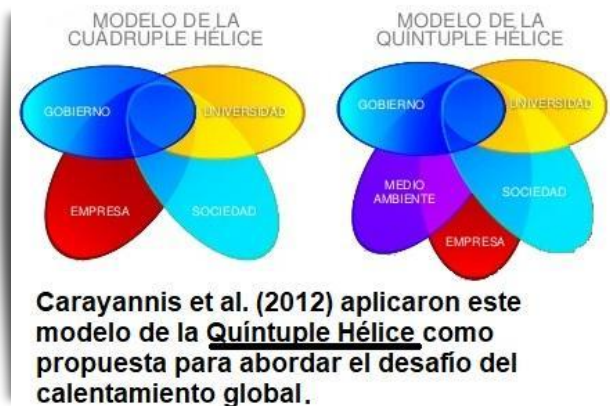 MODELO DE LA
CUÁDRUPLE HÉLICE
GOBIERNO
UNIVERSIDAD
EMPRESA
SOCIEDAD
MODELO DE LA
QUÍNTUPLE HÉLICE
GOBIERNO
UNIVERSIDAD
MEDIO
AMBIENTE
SOCIEDAD
EMPRESA
Carayannis et al. (2012) aplicaron este
modelo de la Quíntuple Hélice como
propuesta para abordar el desafío del
calentamiento global.